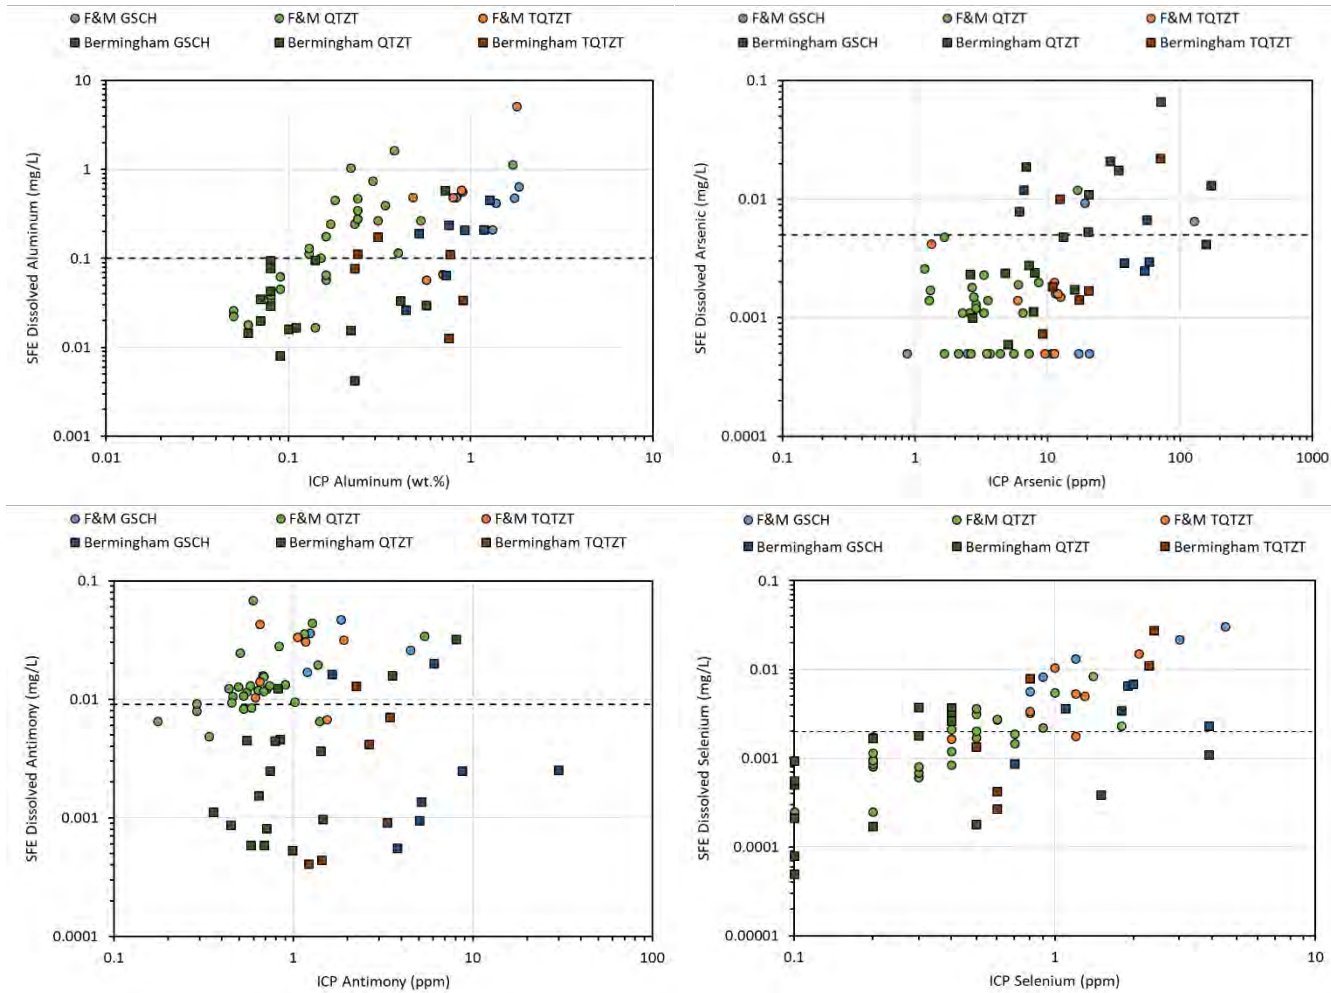 F&M GSCH F&M QTZT F&M TQTZT
Bermingham GSCH Bermingham QTZT Bermingham TQTZT
10
1
0.1
0.01
0.001
SFE Dissolved Aluminum (mg/L)
0.01 0.1 1 10
ICP Aluminum (wt.%)
F&M GSCH F&M QTZT F&M TQTZT
Bermingham GSCH Bermingham QTZT Bermingham TQTZT
0.1
0.01
0.001
0.0001
SFE Dissolved Arsenic (mg/L)
0.1 1 10 100 1000
ICP Arsenic (ppm)
F&M GSCH F&M QTZT F&M TQTZT
Bermingham GSCH Bermingham QTZT Bermingham TQTZT
0.1
0.01
0.001
0.0001
SFE Dissolved Antimony (mg/L)
0.1 1 10 100
ICP Antimony (ppm)
F&M GSCH F&M QTZT F&M TQTZT
Bermingham GSCH Bermingham QTZT Bermingham TQTZT
0.1
0.01
0.001
0.0001
0.00001
SFE Dissolved Selenium (mg/L)
0.1 1 10
ICP Selenium (ppm)